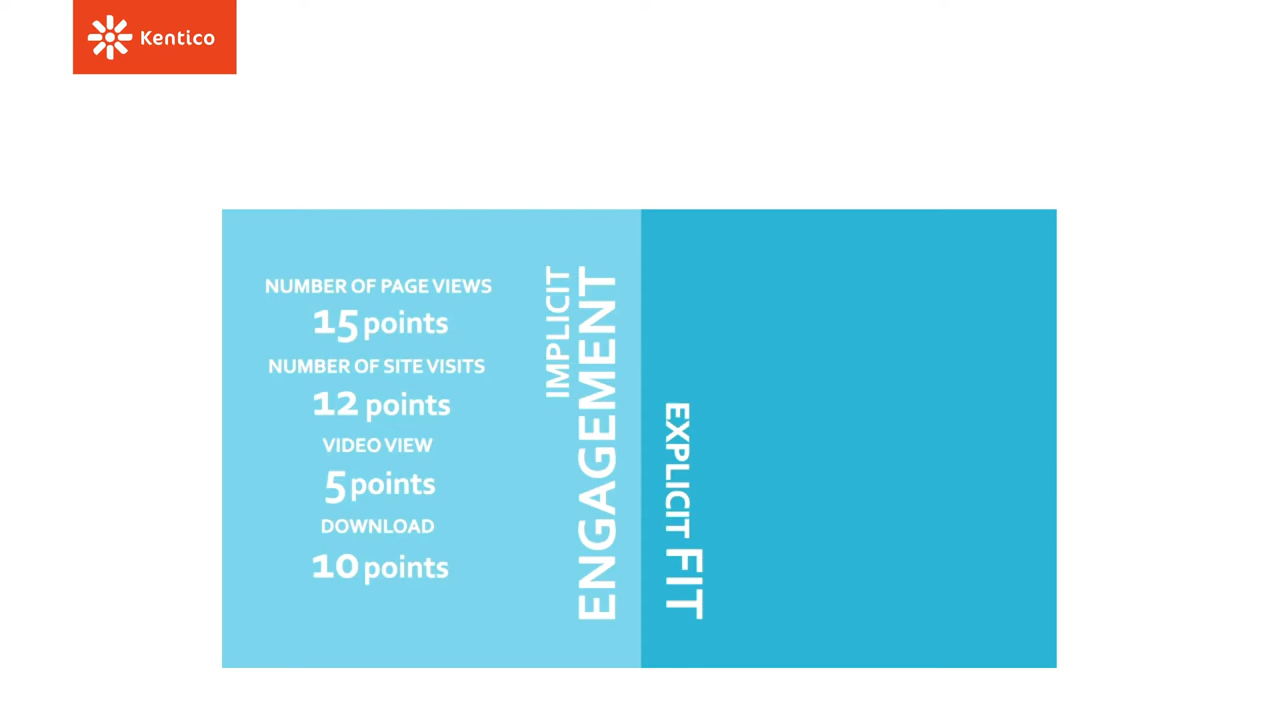 Kentico
NUMBER OF PAGE VIEWS
15 points
NUMBER OF SITE VISITS
12 points
VIDEO VIEW
5 points
DOWNLOAD
10 points
IMPLICIT
ENGAGEMENT
EXPLICIT FIT